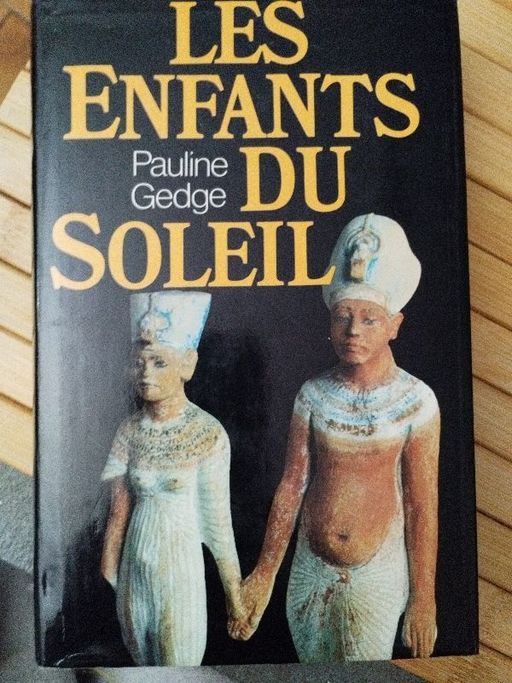 LES
ENFANTS
Pauline
Gedge
DU
SOLEIL